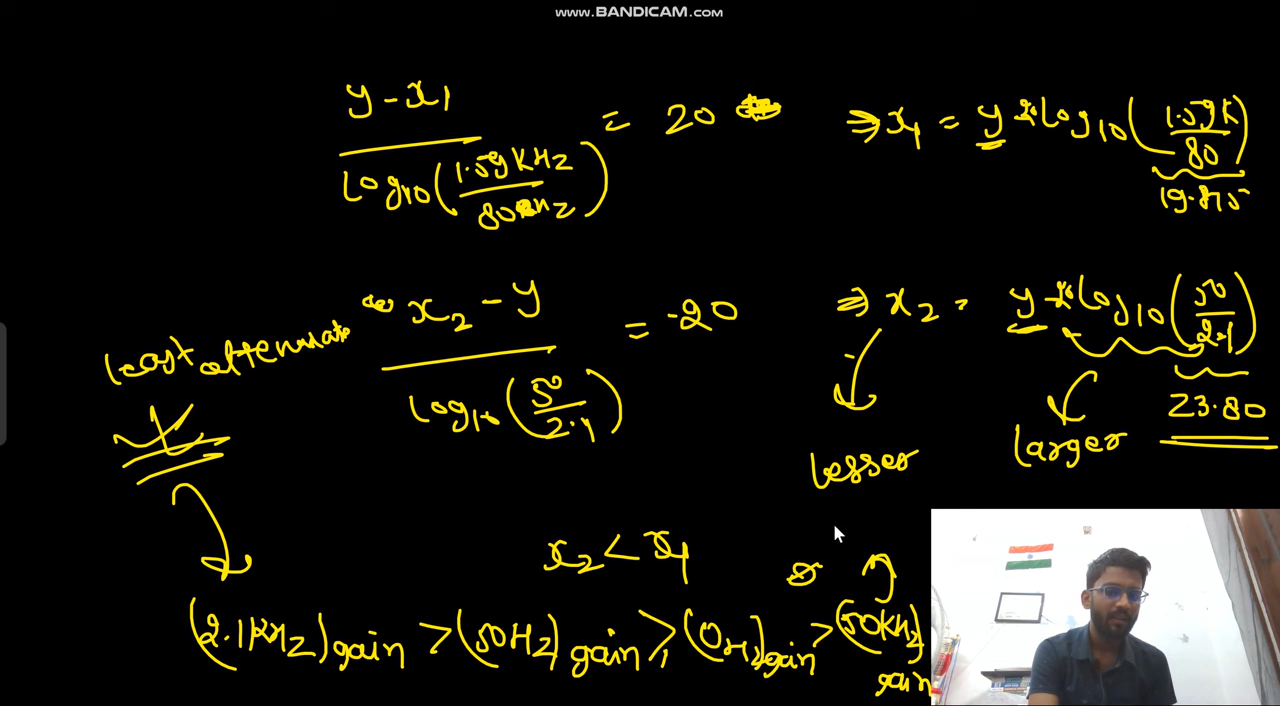 www.BANDICAM.com
y - x1
log10 (1.59 KHz / 80 Hz) = 20
⇒ x1 = y - log10 (1.59K / 80)
19.875
least attenuate
x2 - y
log10 (50 / 2.1) = -20
⇒ x2 = y - log10 (50 / 2.1)
23.80
lesser
larger
x2 < x1
(2.1KHz)gain > (50Hz)gain ≥ (0Hz)gain > (50KHz)gain